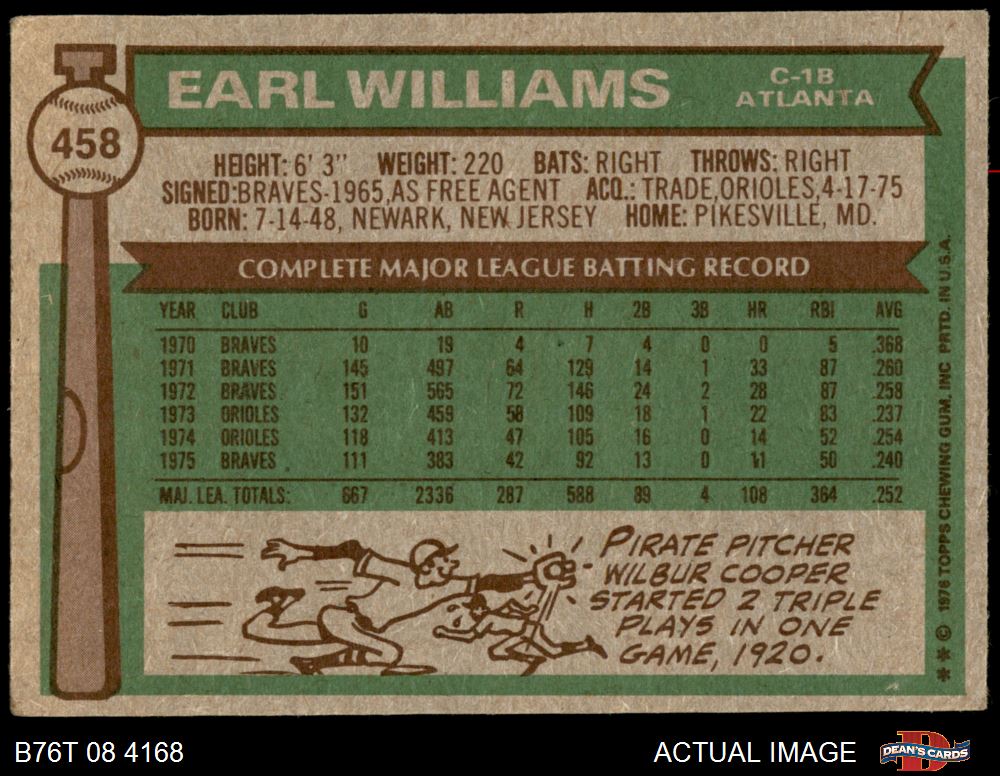 EARL WILLIAMS
C-1B
ATLANTA
458
HEIGHT: 6' 3" WEIGHT: 220 BATS: RIGHT THROWS: RIGHT
SIGNED:BRAVES-1965,AS FREE AGENT ACQ.: TRADE,ORIOLES,4-17-75
BORN: 7-14-48, NEWARK, NEW JERSEY HOME: PIKESVILLE, MD.
COMPLETE MAJOR LEAGUE BATTING RECORD
YEAR CLUB G AB R H 2B 3B HR RBI AVG
1970 BRAVES 10 19 4 7 4 0 0 5 .368
1971 BRAVES 145 497 64 129 14 1 33 87 .260
1972 BRAVES 151 565 72 146 24 2 28 87 .258
1973 ORIOLES 132 459 58 109 18 1 22 83 .237
1974 ORIOLES 118 413 47 105 16 0 14 52 .254
1975 BRAVES 111 383 42 92 13 0 11 50 .240
MAJ. LEA. TOTALS: 667 2336 287 588 89 4 108 364 .252
PIRATE PITCHER
WILBUR COOPER
STARTED 2 TRIPLE
PLAYS IN ONE
GAME, 1920.
** © 1976 TOPPS CHEWING GUM, INC PRTD. IN U.S.A.
B76T 08 4168
ACTUAL IMAGE
DEAN'S CARDS